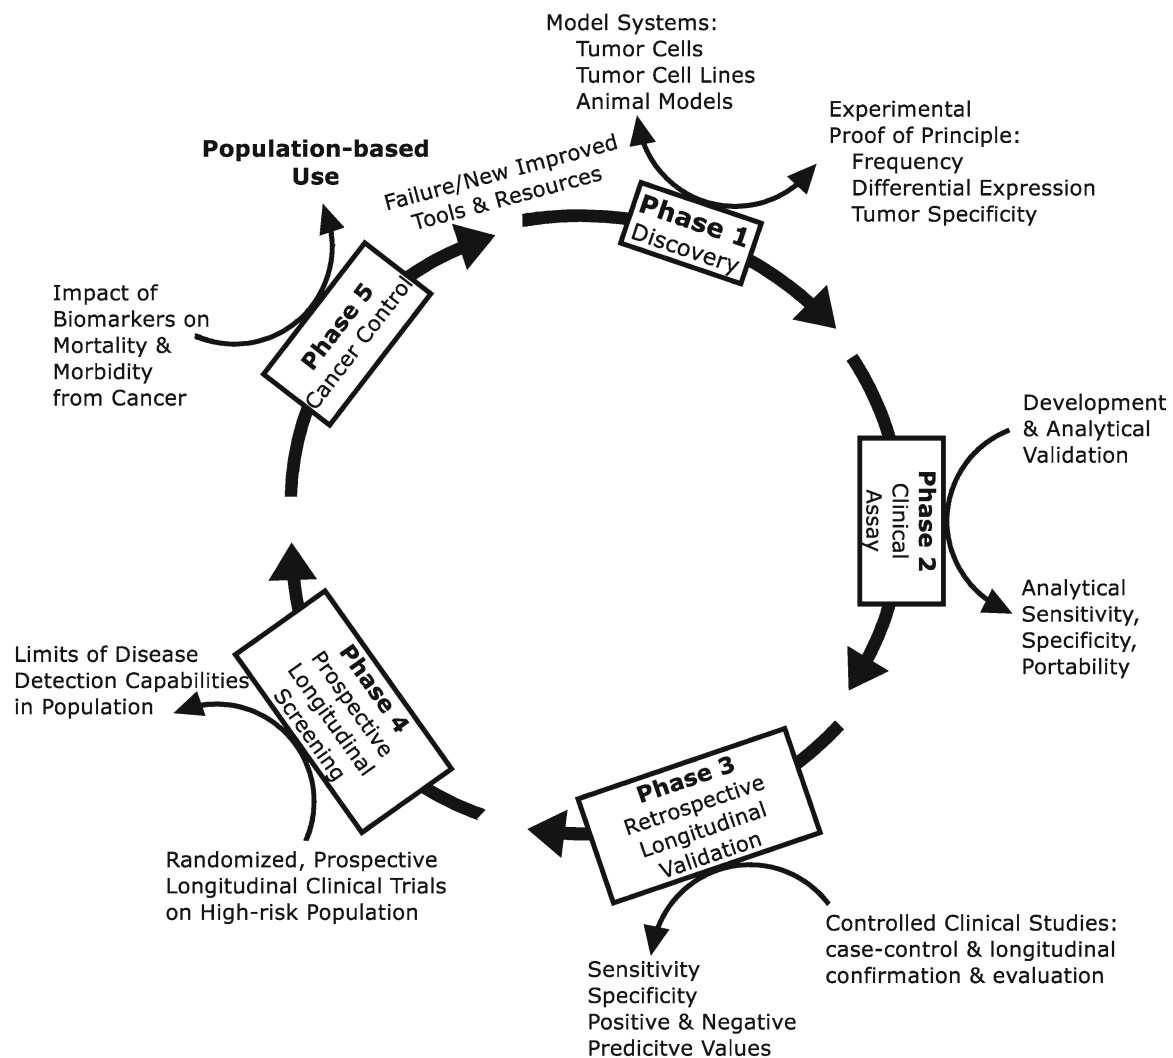 Model Systems:
Tumor Cells
Tumor Cell Lines
Animal Models
Experimental
Proof of Principle:
Frequency
Differential Expression
Tumor Specificity
Population-based
Use
Failure/New Improved
Tools & Resources
Phase 1
Discovery
Impact of
Biomarkers on
Mortality &
Morbidity
from Cancer
Phase 5
Cancer Control
Development
& Analytical
Validation
Phase 2
Clinical
Assay
Analytical
Sensitivity,
Specificity,
Portability
Limits of Disease
Detection Capabilities
in Population
Phase 4
Prospective
Longitudinal
Screening
Phase 3
Retrospective
Longitudinal
Validation
Randomized, Prospective
Longitudinal Clinical Trials
on High-risk Population
Controlled Clinical Studies:
case-control & longitudinal
confirmation & evaluation
Sensitivity
Specificity
Positive & Negative
Predicitve Values